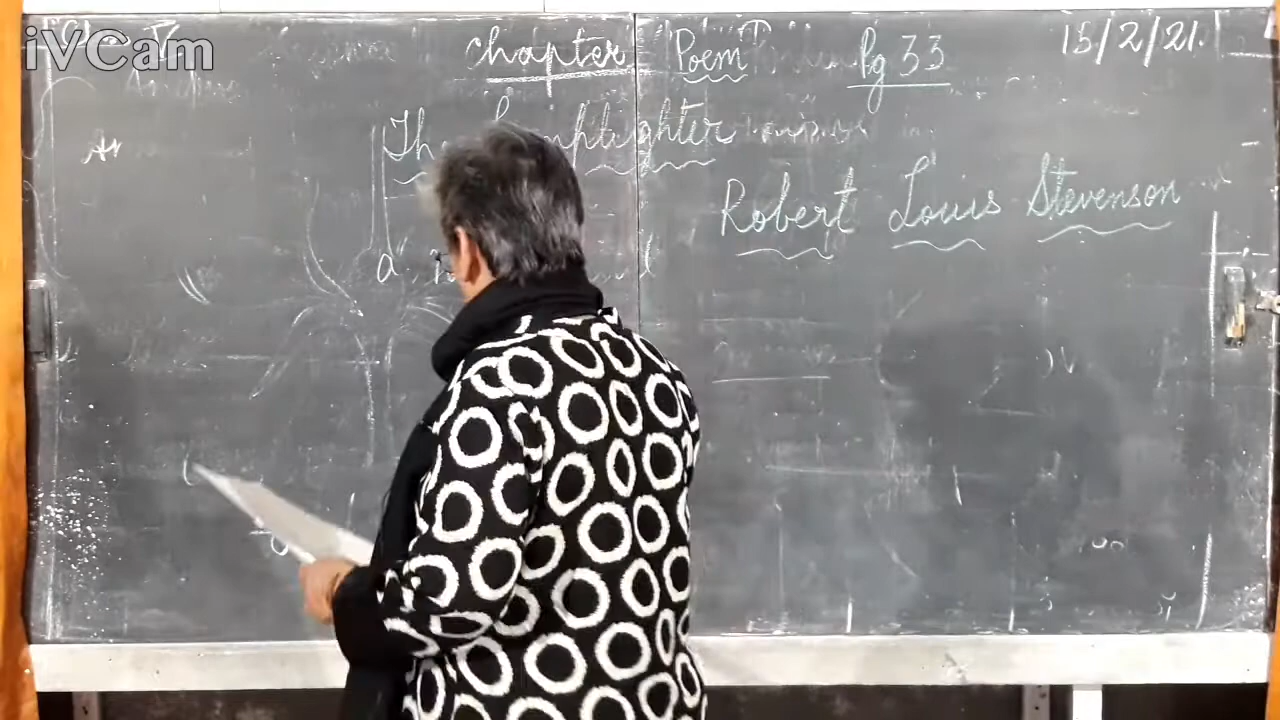 iVCam
chapter Poem Pg 33 15/2/21.
The Lamplighter
Robert Louis Stevenson